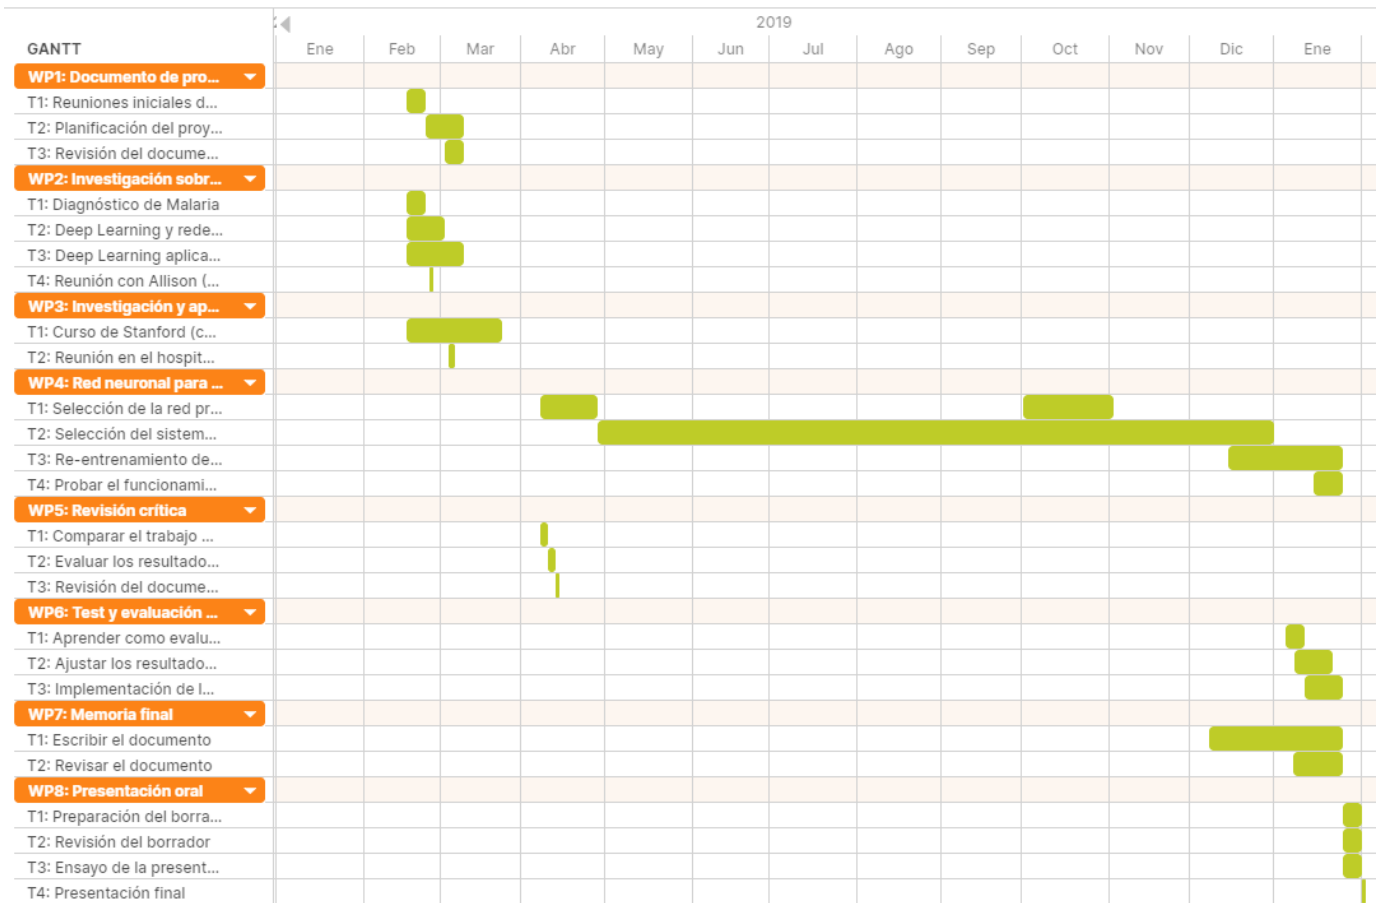 2019
GANTT Ene Feb Mar Abr May Jun Jul Ago Sep Oct Nov Dic Ene
WP1: Documento de pro...
T1: Reuniones iniciales d...
T2: Planificación del proy...
T3: Revisión del docume...
WP2: Investigación sobr...
T1: Diagnóstico de Malaria
T2: Deep Learning y rede...
T3: Deep Learning aplica...
T4: Reunión con Allison (...
WP3: Investigación y ap...
T1: Curso de Stanford (c...
T2: Reunión en el hospit...
WP4: Red neuronal para ...
T1: Selección de la red pr...
T2: Selección del sistem...
T3: Re-entrenamiento de...
T4: Probar el funcionami...
WP5: Revisión crítica
T1: Comparar el trabajo ...
T2: Evaluar los resultado...
T3: Revisión del docume...
WP6: Test y evaluación ...
T1: Aprender como evalu...
T2: Ajustar los resultado...
T3: Implementación de l...
WP7: Memoria final
T1: Escribir el documento
T2: Revisar el documento
WP8: Presentación oral
T1: Preparación del borra...
T2: Revisión del borrador
T3: Ensayo de la present...
T4: Presentación final